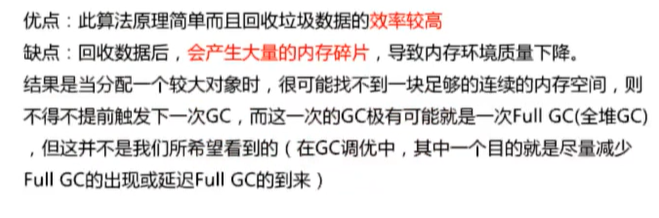 优点：此算法原理简单而且回收垃圾数据的效率较高
缺点：回收数据后，会产生大量的内存碎片，导致内存环境质量下降。
结果是当分配一个较大对象时，很可能找不到一块足够的连续的内存空间，则
不得不提前触发下一次GC，而这一次的GC极有可能就是一次Full GC(全堆GC)
，但这并不是我们所希望看到的（在GC调优中，其中一个目的就是尽量减少
Full GC的出现或延迟Full GC的到来）